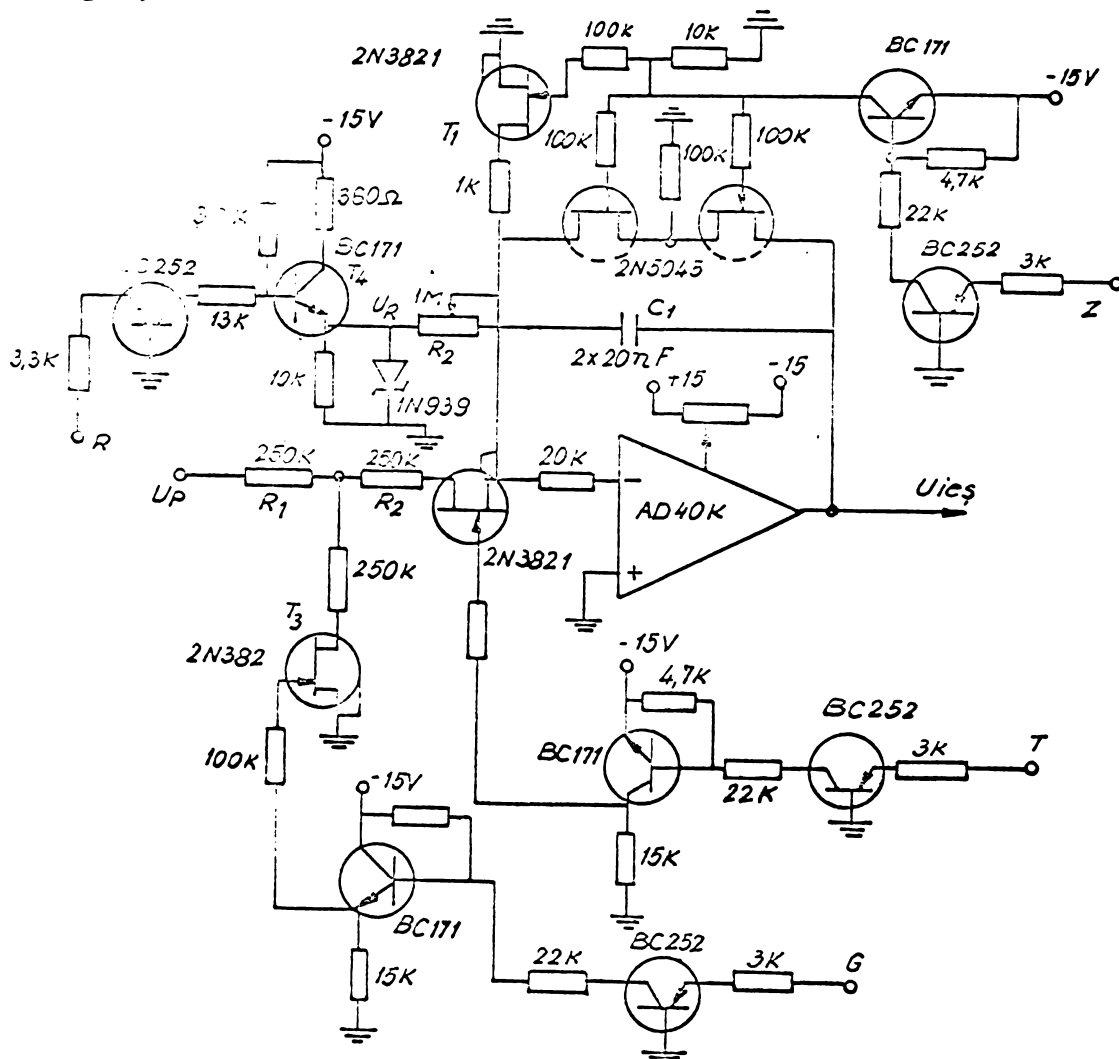 2N3821
100K
10K
BC171
-15V
T1
-15V
100K
100K
100K
4,7K
1K
22K
360Ω
BC171
T4
2N5045
BC252
3K
Z
13K
UR
1M
R2
C1
2x20nF
3,3K
10K
1N939
+15
-15
R
UP
250K
R1
250K
R2
20K
-
AD40K
+
Uieș
2N3821
250K
T3
2N382
-15V
4,7K
BC252
100K
BC171
22K
3K
T
-15V
15K
BC171
15K
BC252
22K
3K
G